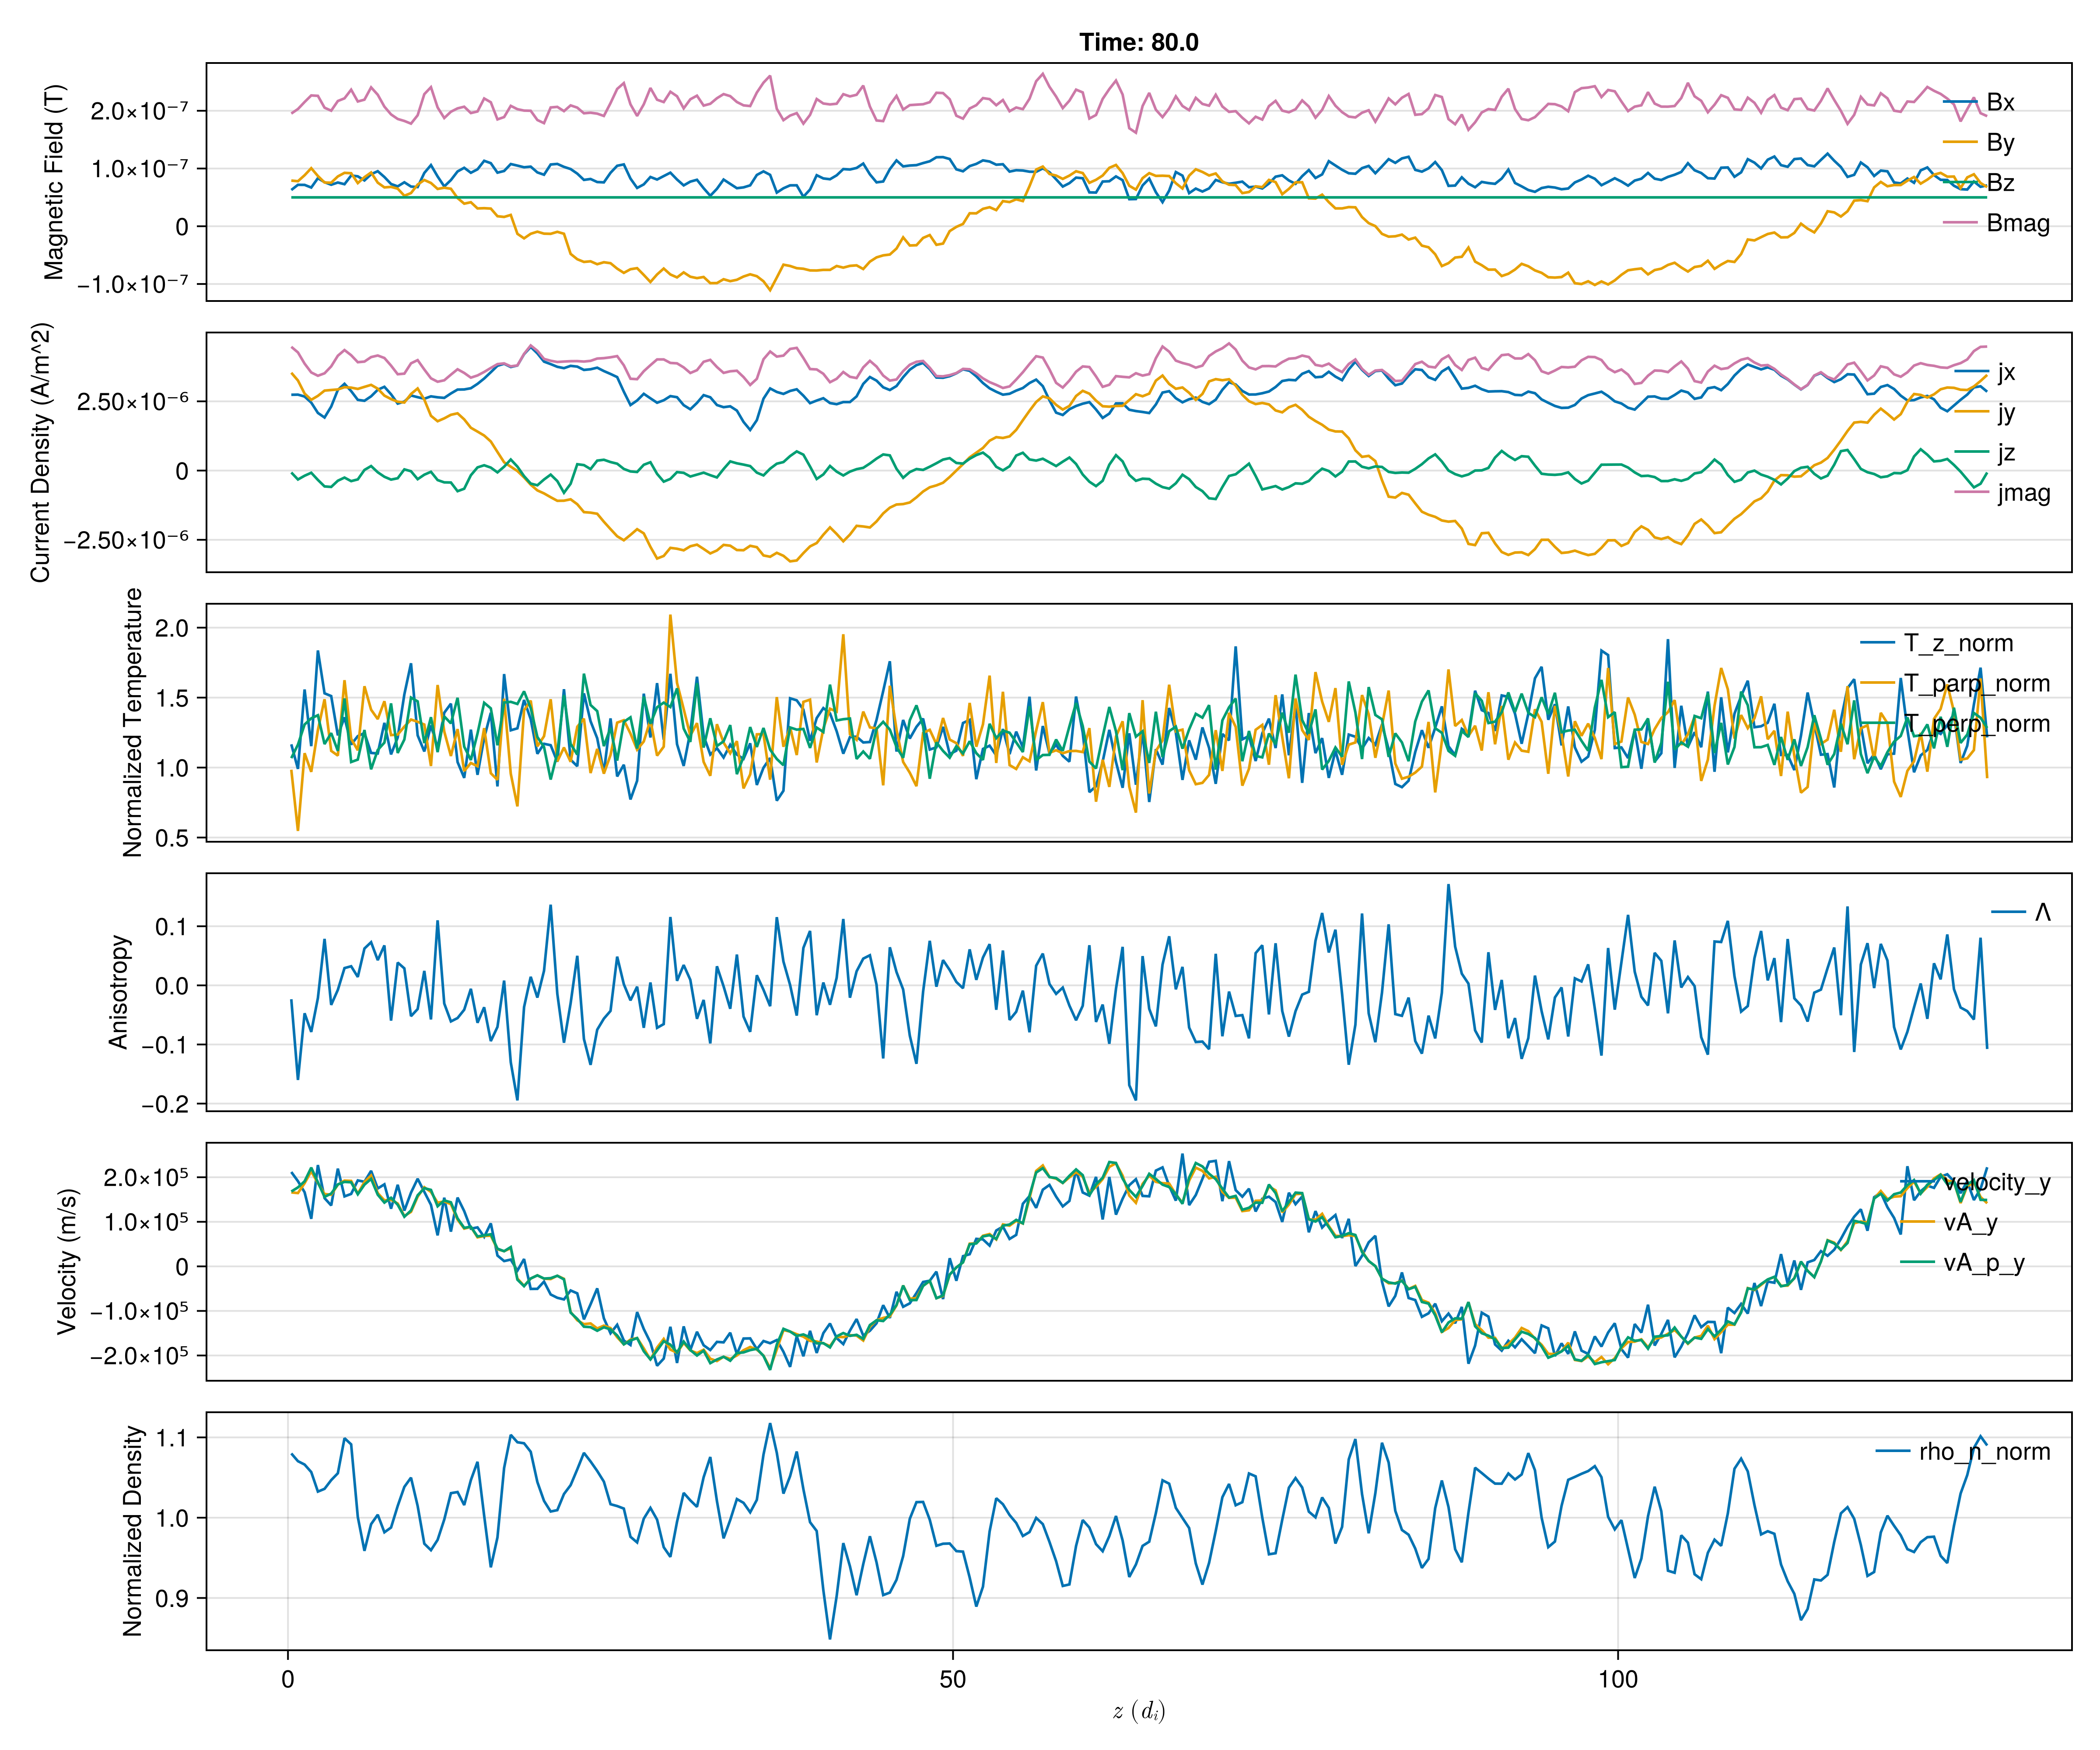 Time: 80.0
Magnetic Field (T)
2.0×10⁻⁷
1.0×10⁻⁷
0
−1.0×10⁻⁷
Bx
By
Bz
Bmag
Current Density (A/m^2)
2.50×10⁻⁶
0
−2.50×10⁻⁶
jx
jy
jz
jmag
Normalized Temperature
2.0
1.5
1.0
0.5
T_z_norm
T_parp_norm
T_perp_norm
Anisotropy
0.1
0.0
−0.1
−0.2
Λ
Velocity (m/s)
2.0×10⁵
1.0×10⁵
0
−1.0×10⁵
−2.0×10⁵
velocity_y
vA_y
vA_p_y
Normalized Density
1.1
1.0
0.9
rho_n_norm
0 50 100
z (dᵢ)